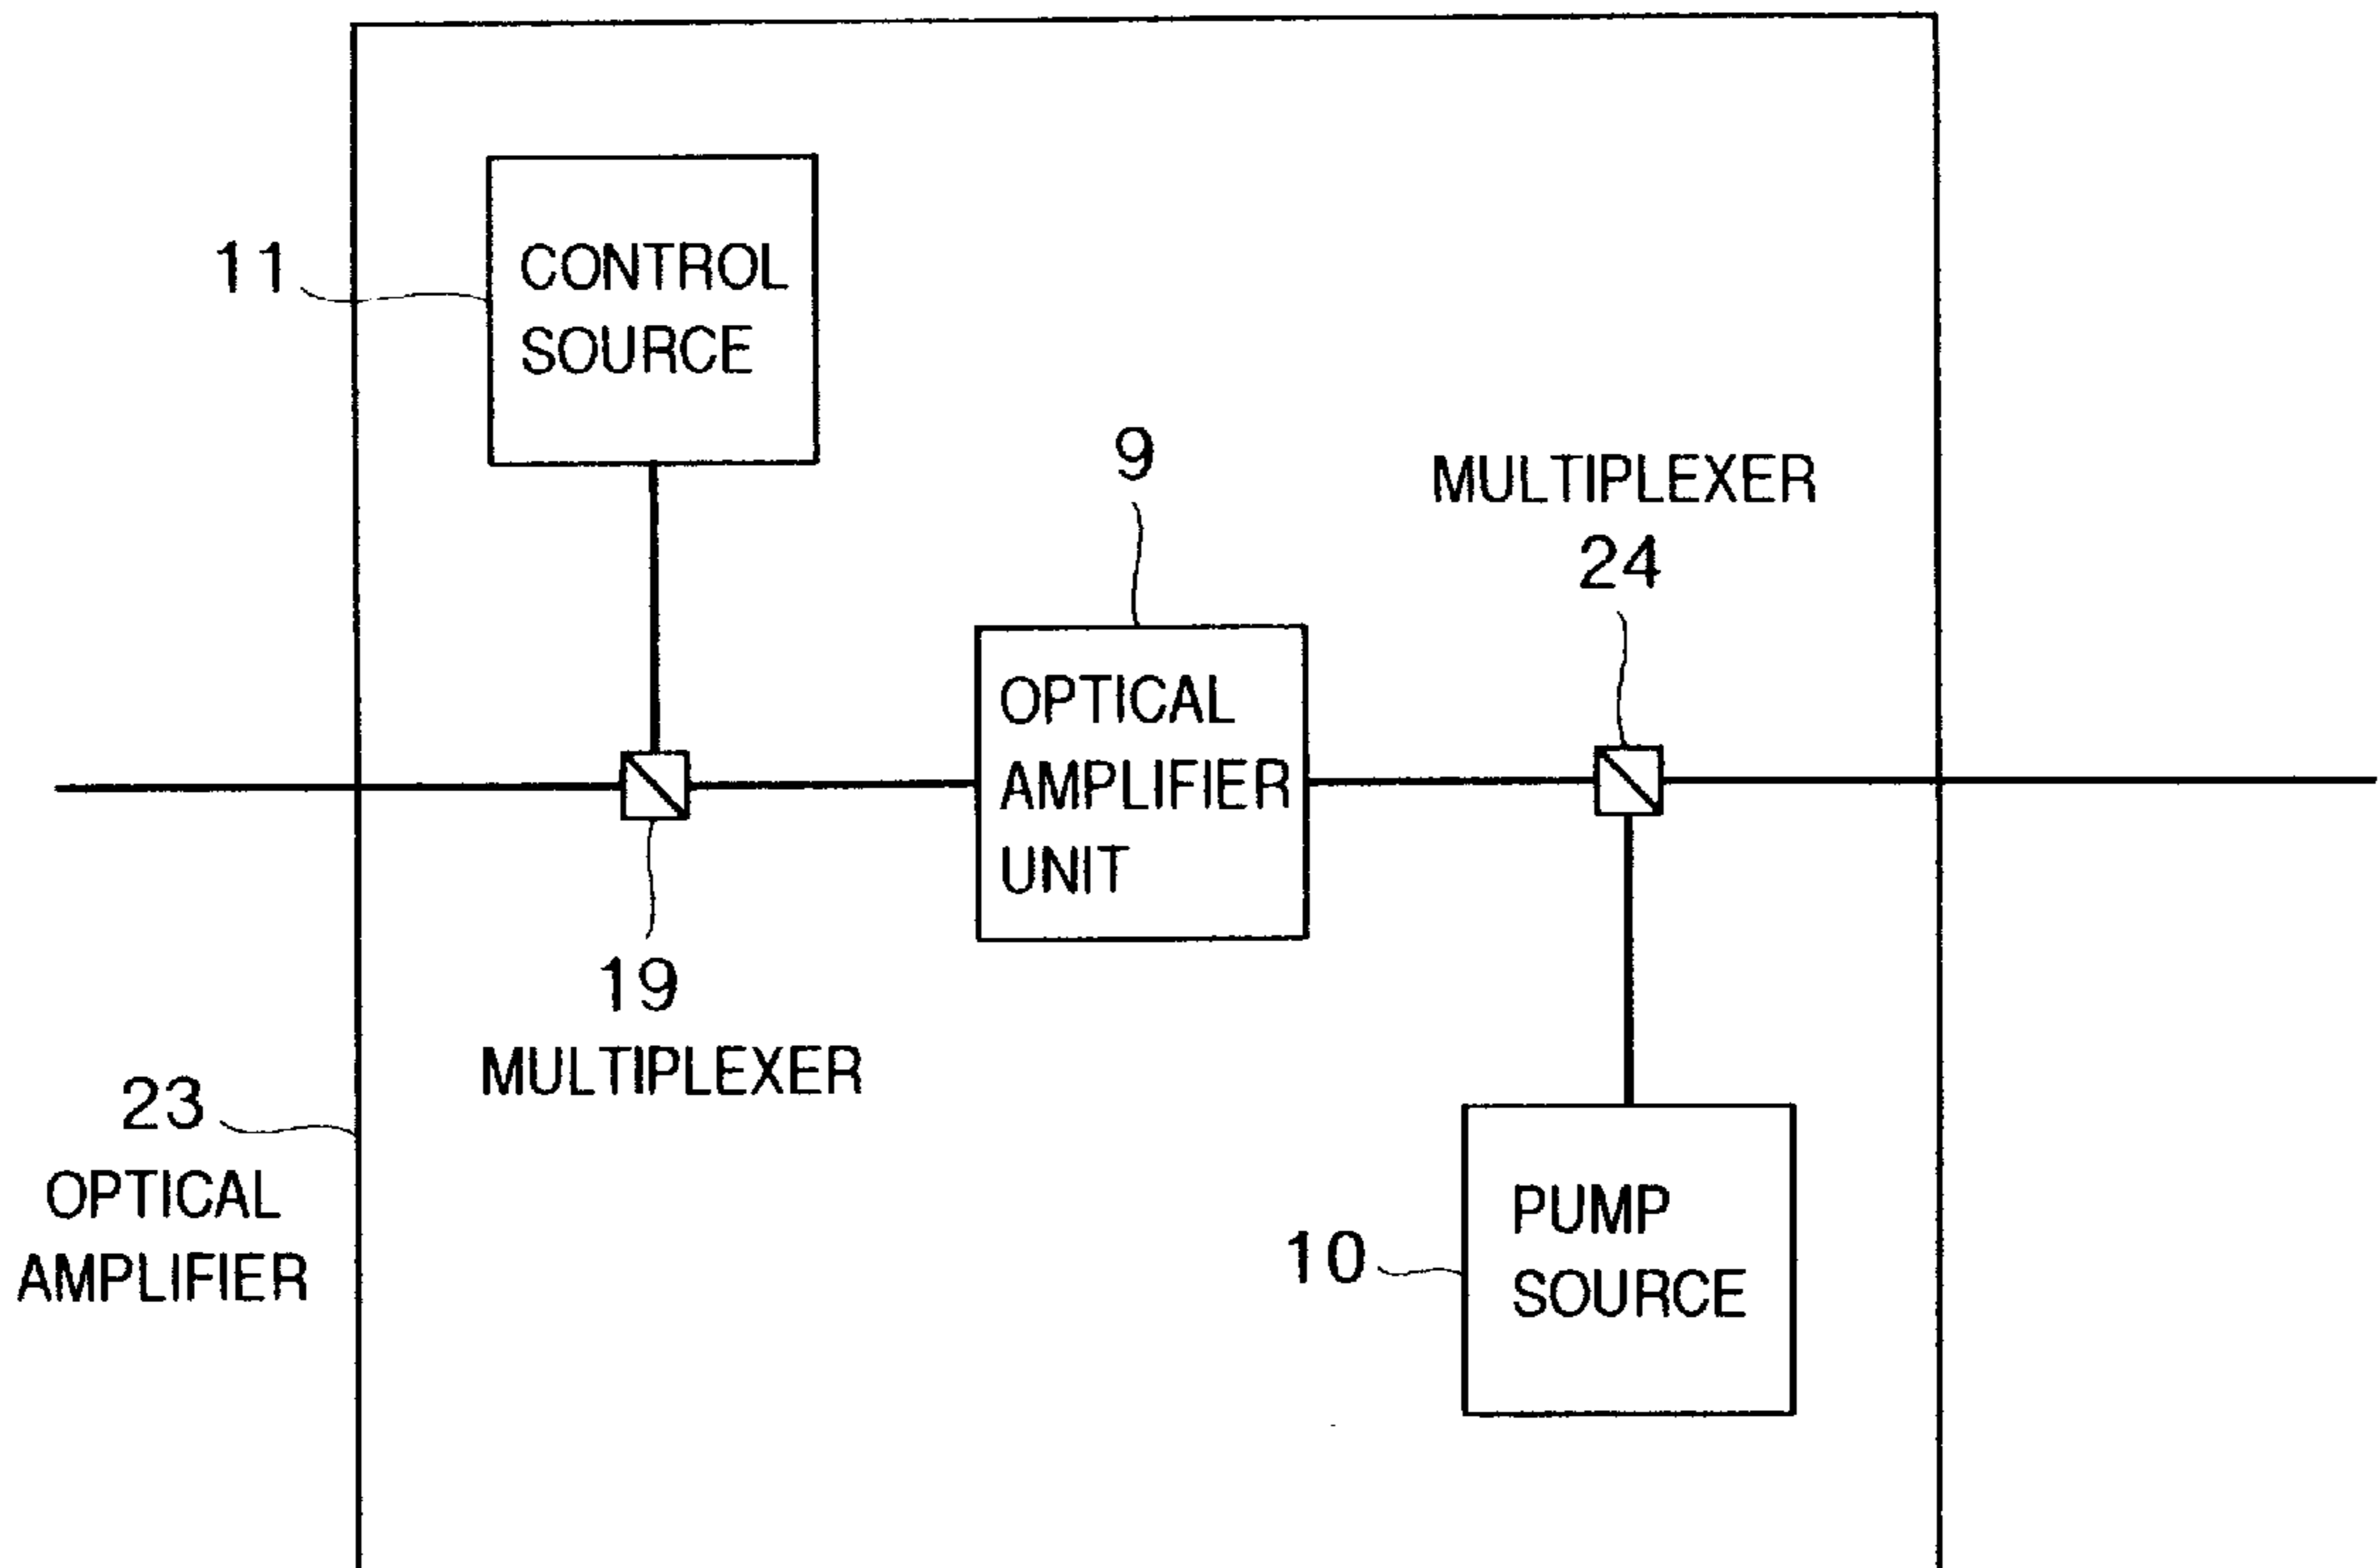 11
CONTROL
SOURCE
9
MULTIPLEXER
24
OPTICAL
AMPLIFIER
UNIT
19
MULTIPLEXER
23
OPTICAL
AMPLIFIER
10
PUMP
SOURCE